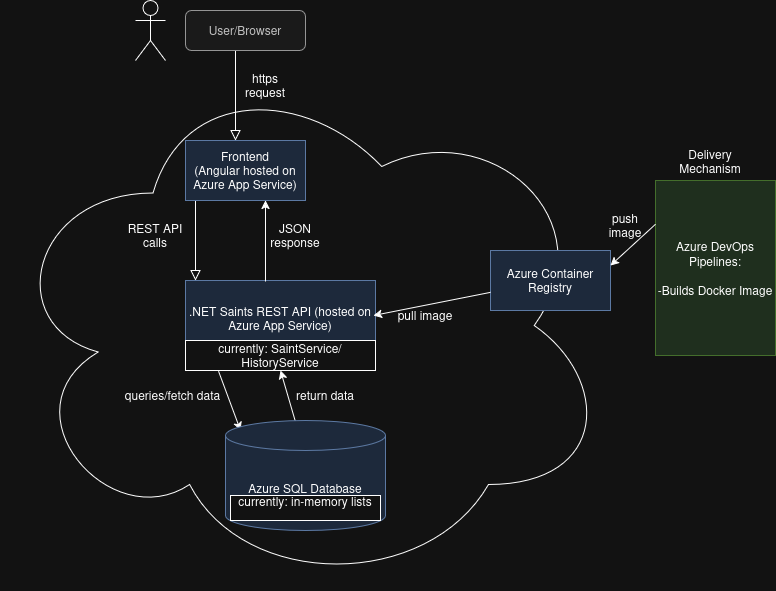 User/Browser
https
request
Frontend
(Angular hosted on
Azure App Service)
Delivery
Mechanism
REST API
calls
JSON
response
push
image
Azure DevOps
Pipelines:
-Builds Docker Image
Azure Container
Registry
.NET Saints REST API (hosted on
Azure App Service)
pull image
currently: SaintService/
HistoryService
queries/fetch data
return data
Azure SQL Database
currently: in-memory lists